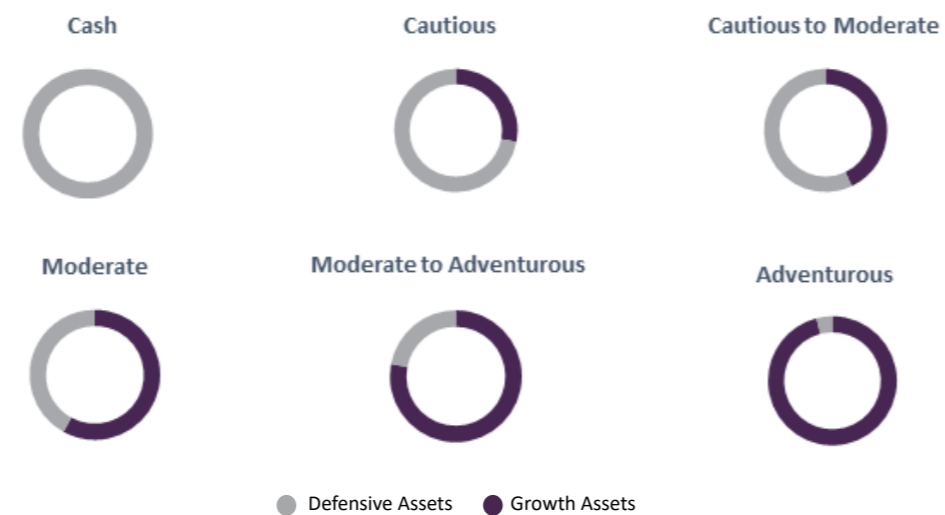 Cash
Cautious
Cautious to Moderate
Moderate
Moderate to Adventurous
Adventurous
Defensive Assets
Growth Assets